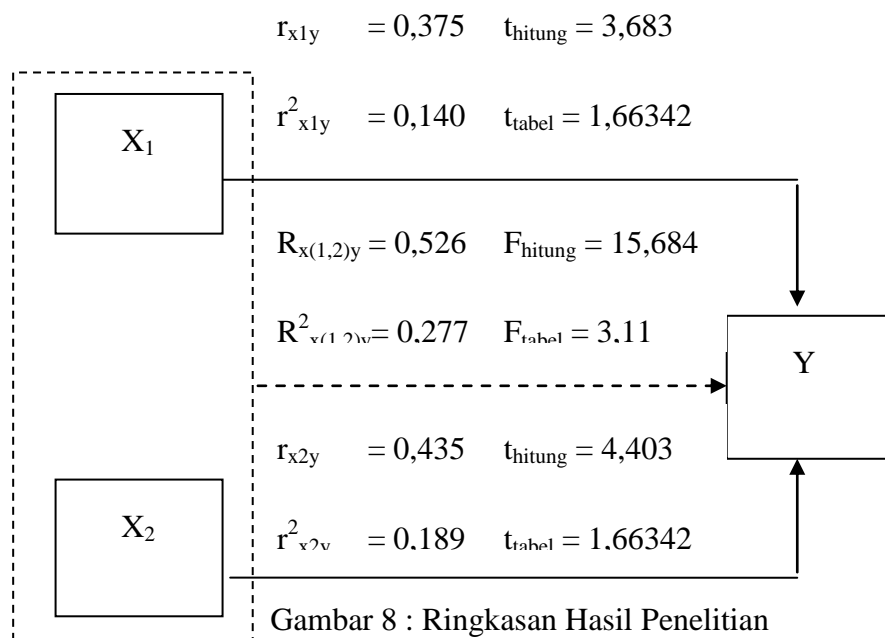 r_x1y = 0,375 t_hitung = 3,683
X₁
r²_x1y = 0,140 t_tabel = 1,66342
R_x(1,2)y = 0,526 F_hitung = 15,684
R²_x(1,2)y = 0,277 F_tabel = 3,11
Y
r_x2y = 0,435 t_hitung = 4,403
X₂
r²_x2y = 0,189 t_tabel = 1,66342
Gambar 8 : Ringkasan Hasil Penelitian